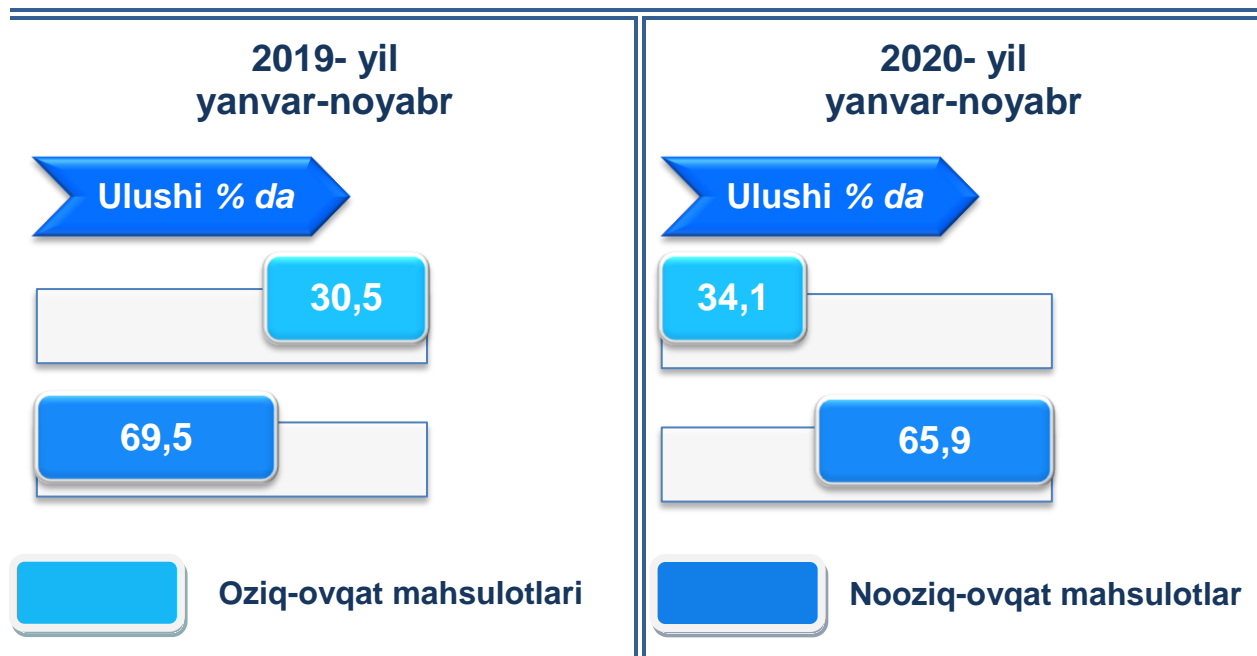 2019- yil
yanvar-noyabr
Ulushi % da
30,5
69,5
Oziq-ovqat mahsulotlari
2020- yil
yanvar-noyabr
Ulushi % da
34,1
65,9
Nooziq-ovqat mahsulotlar